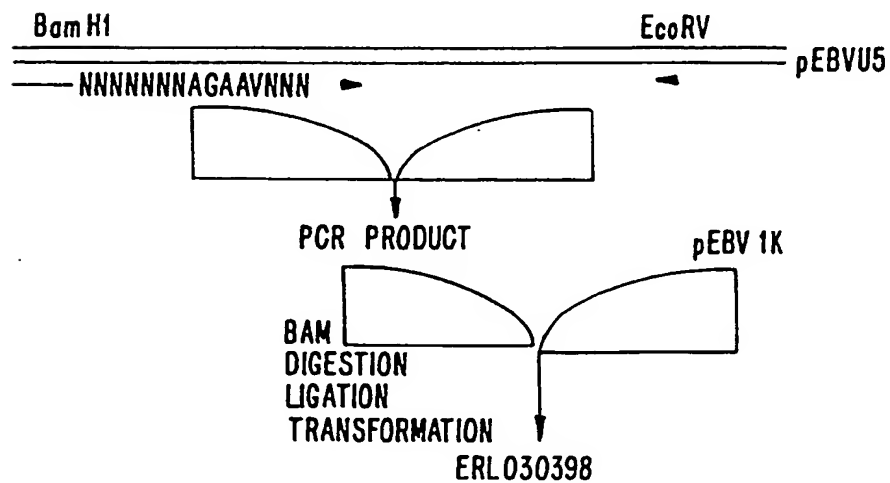 BamH1 EcoRV
pEBVU5
NNNNNNNAGAAVNNN
PCR PRODUCT
pEBV 1K
BAM
DIGESTION
LIGATION
TRANSFORMATION
ERL030398